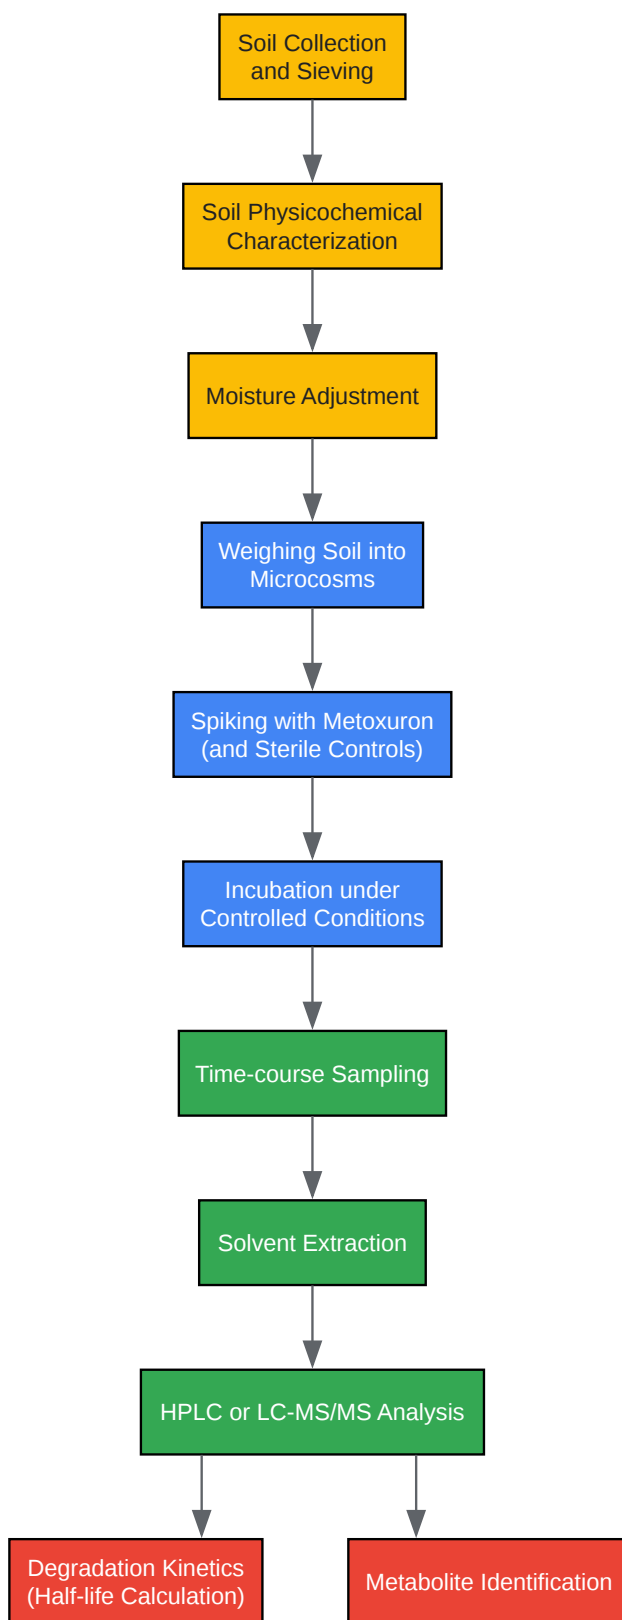 Soil Collection
and Sieving
Soil Physicochemical
Characterization
Moisture Adjustment
Weighing Soil into
Microcosms
Spiking with Metoxuron
(and Sterile Controls)
Incubation under
Controlled Conditions
Time-course Sampling
Solvent Extraction
HPLC or LC-MS/MS Analysis
Degradation Kinetics
(Half-life Calculation)
Metabolite Identification